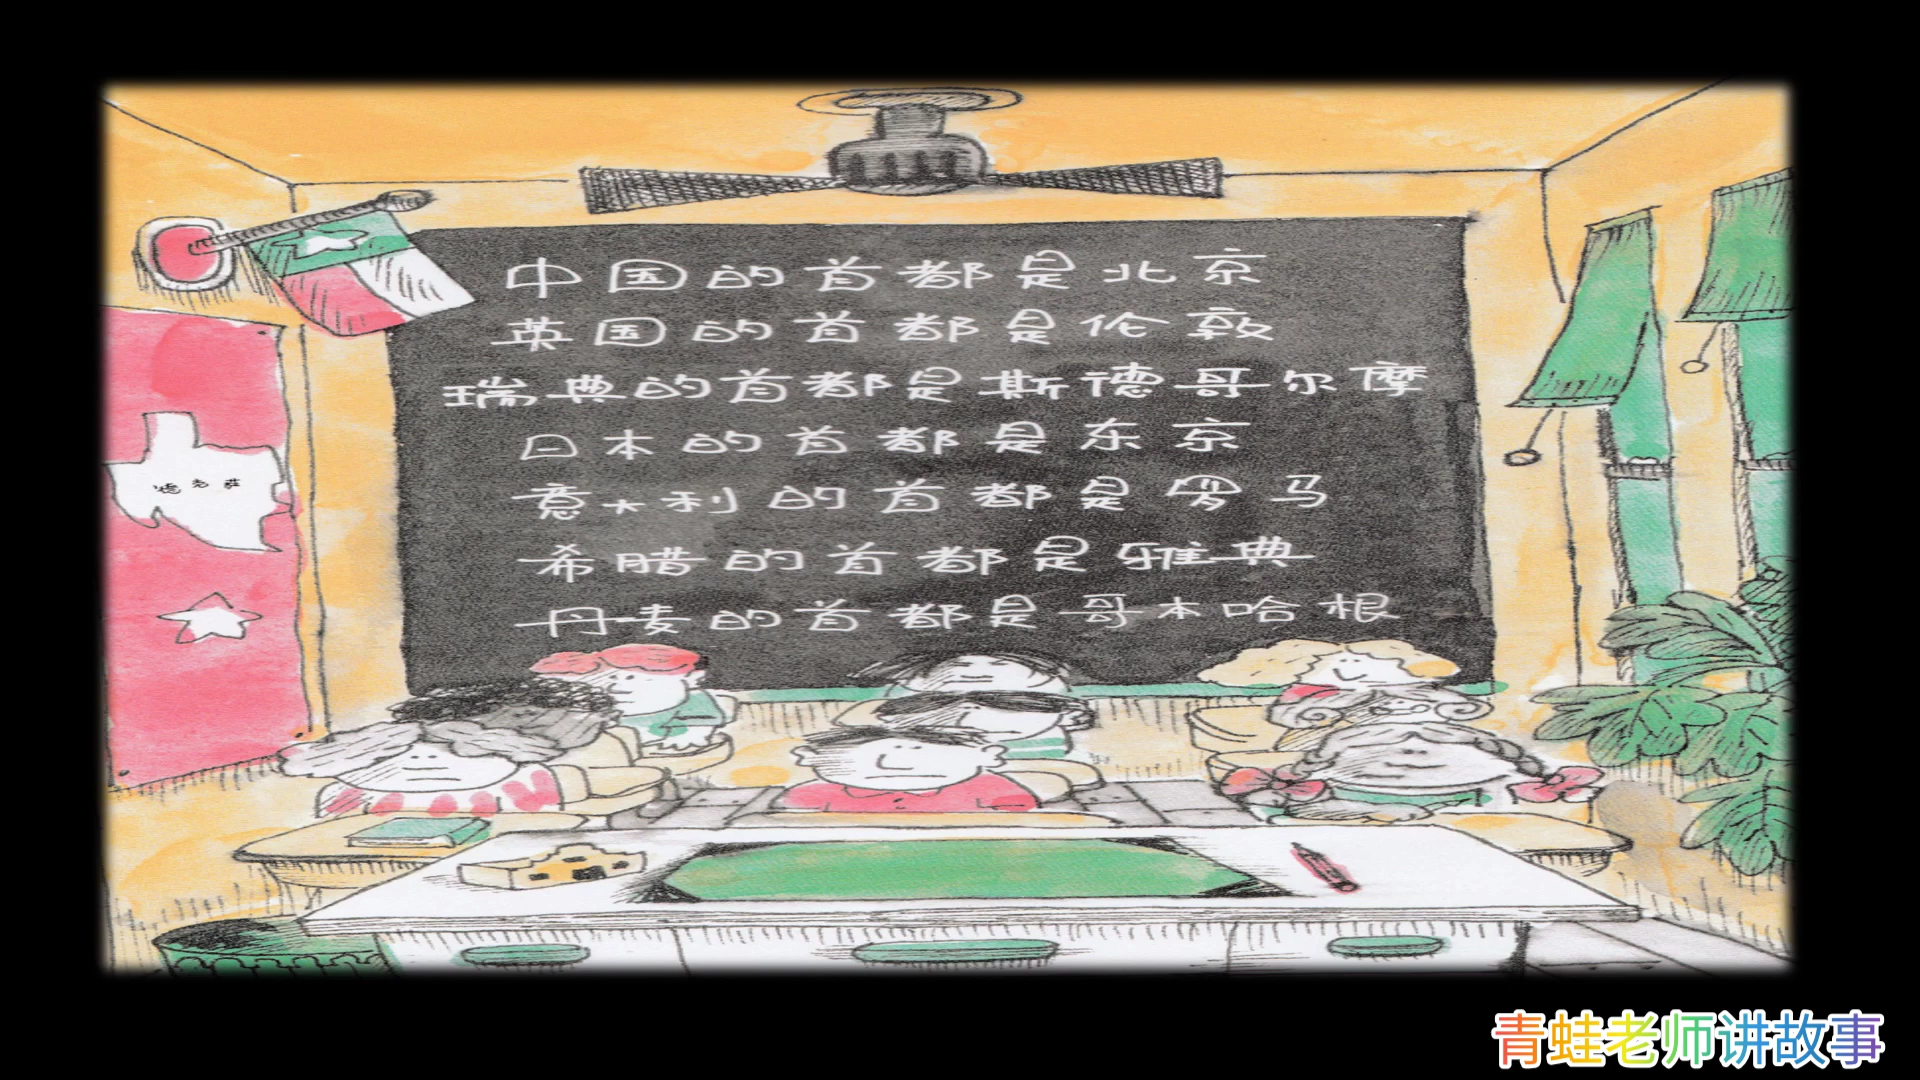 中国的首都是北京
英国的首都是伦敦
瑞典的首都是斯德哥尔摩
日本的首都是东京
意大利的首都是罗马
希腊的首都是雅典
丹麦的首都是哥本哈根
德克萨
青蛙老师讲故事